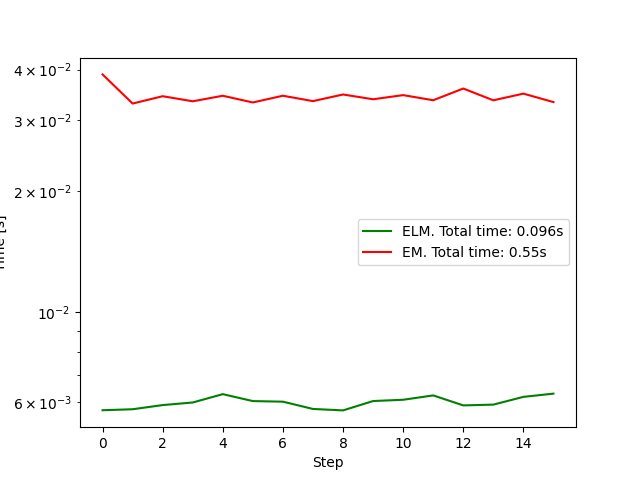 4 × 10⁻²
3 × 10⁻²
2 × 10⁻²
10⁻²
6 × 10⁻³
Time [s]
ELM. Total time: 0.096s
EM. Total time: 0.55s
0 2 4 6 8 10 12 14
Step